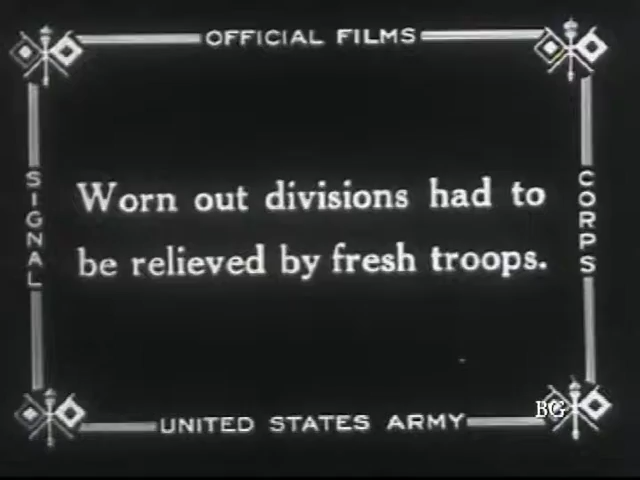 OFFICIAL FILMS
SIGNAL
CORPS
Worn out divisions had to
be relieved by fresh troops.
BG
UNITED STATES ARMY